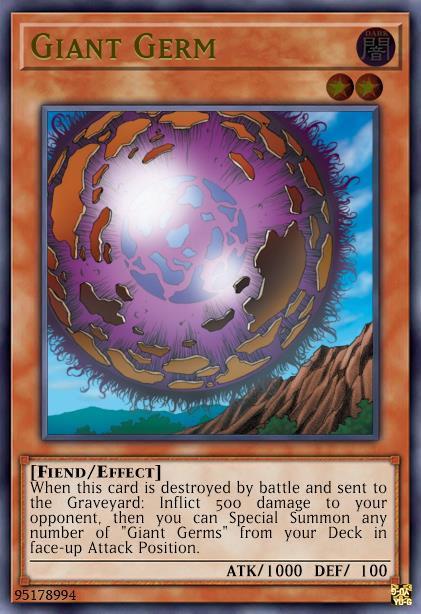 GIANT GERM
DARK
闇
[FIEND/EFFECT]
When this card is destroyed by battle and sent to
the Graveyard: Inflict 500 damage to your
opponent, then you can Special Summon any
number of "Giant Germs" from your Deck in
face-up Attack Position.
ATK/1000 DEF/ 100
95178994